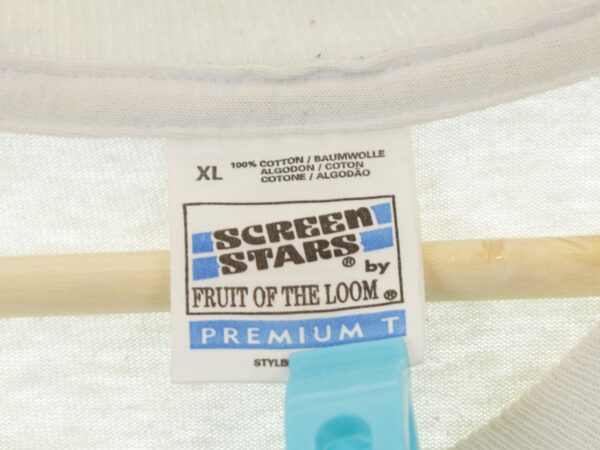 XL
100% COTTON / BAUMWOLLE
ALGODON / COTON
COTONE / ALGODÃO
SCREEN
STARS®
by
FRUIT OF THE LOOM®
PREMIUM T